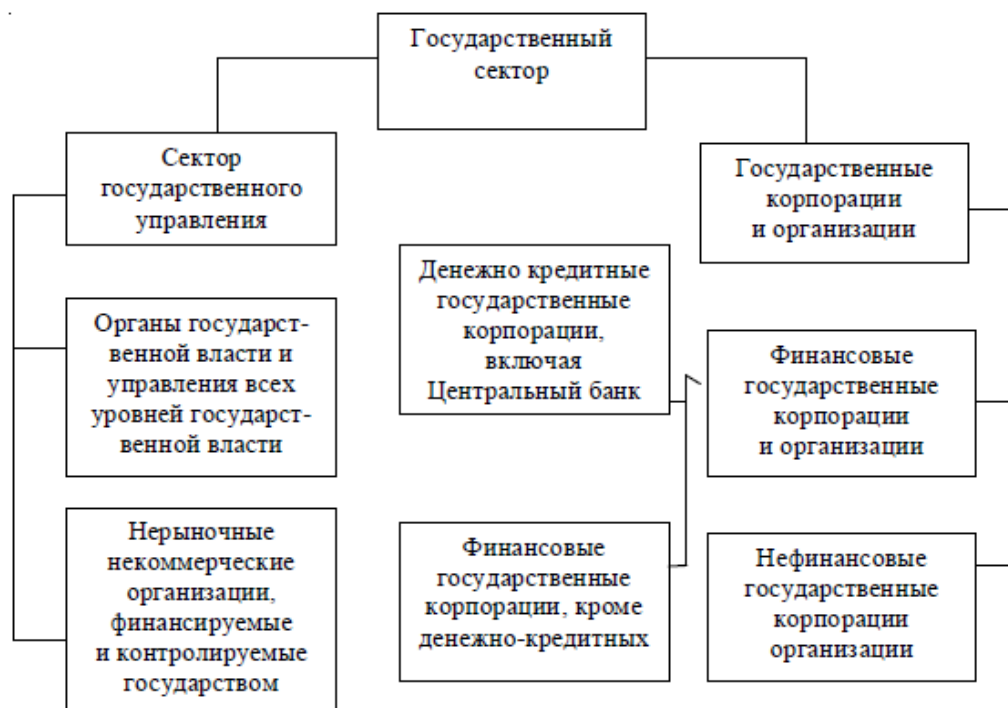 Государственный
сектор
Сектор
государственного
управления
Государственные
корпорации
и организации
Органы государст-
венной власти и
управления всех
уровней государст-
венной власти
Денежно кредитные
государственные
корпорации,
включая
Центральный банк
Финансовые
государственные
корпорации
и организации
Нерыночные
некоммерческие
организации,
финансируемые
и контролируемые
государством
Финансовые
государственные
корпорации, кроме
денежно-кредитных
Нефинансовые
государственные
корпорации
организации